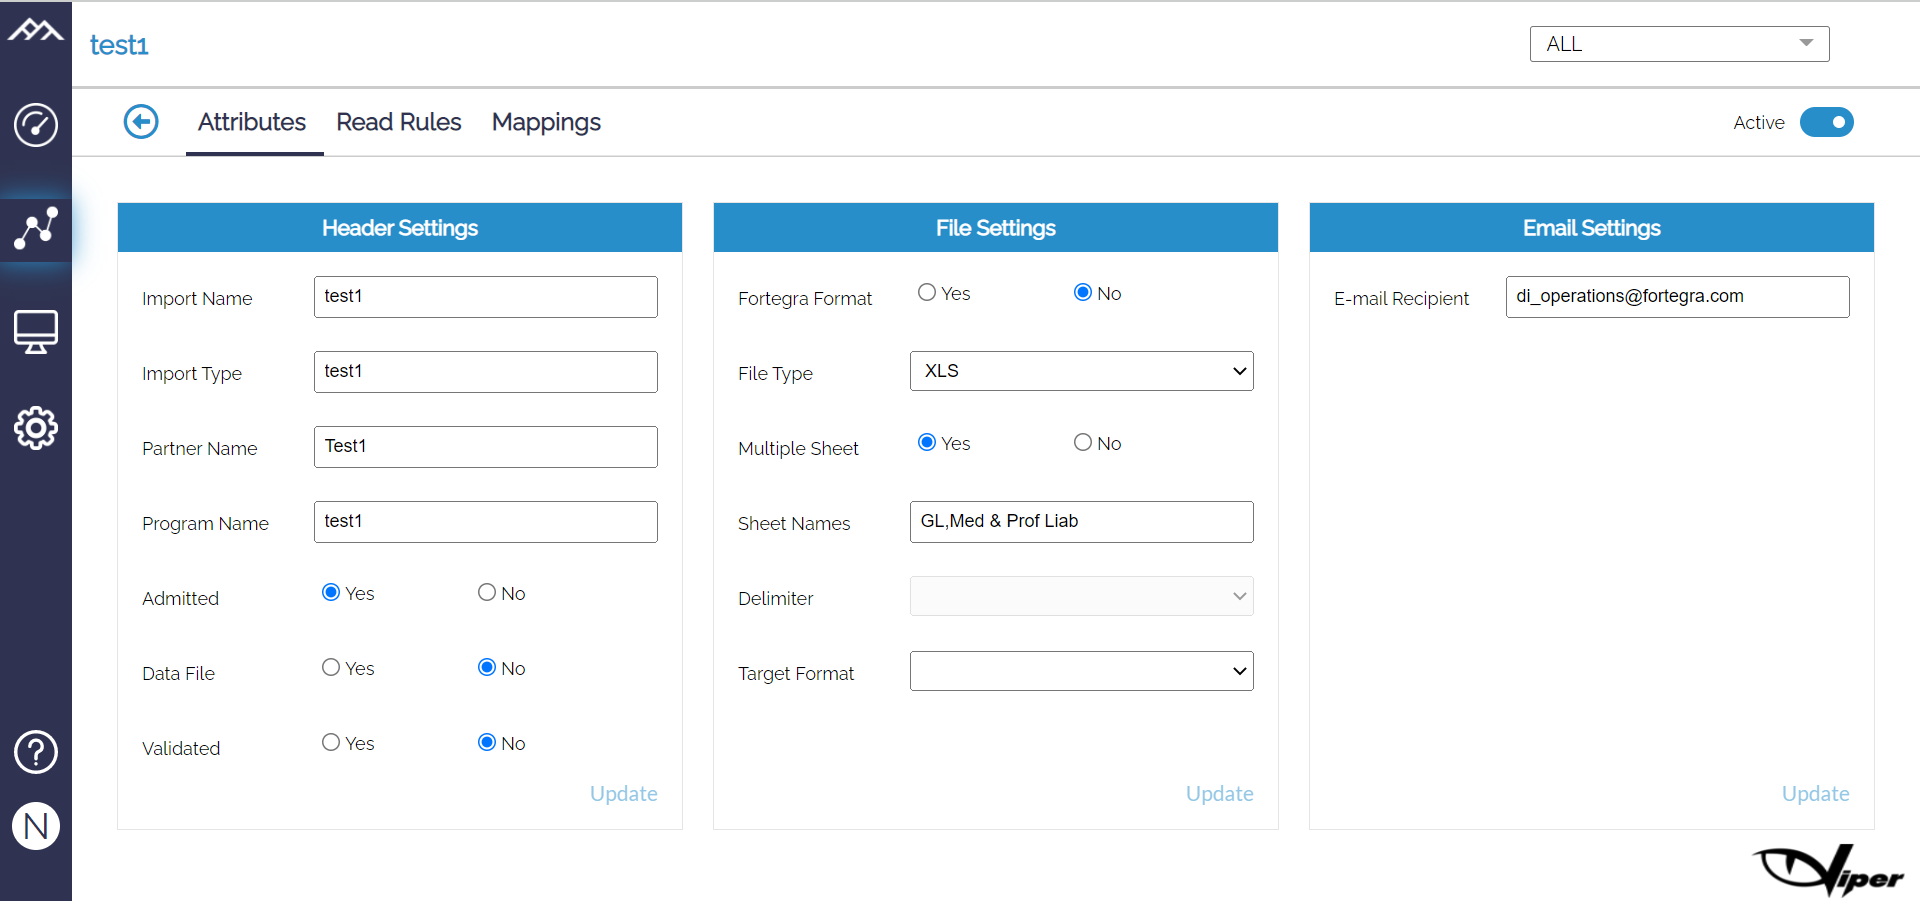 test1
ALL
Attributes Read Rules Mappings
Active
Header Settings
Import Name test1
Import Type test1
Partner Name Test1
Program Name test1
Admitted Yes No
Data File Yes No
Validated Yes No
Update
File Settings
Fortegra Format Yes No
File Type XLS
Multiple Sheet Yes No
Sheet Names GL,Med & Prof Liab
Delimiter
Target Format
Update
Email Settings
E-mail Recipient di_operations@fortegra.com
Update
?
N
Viper